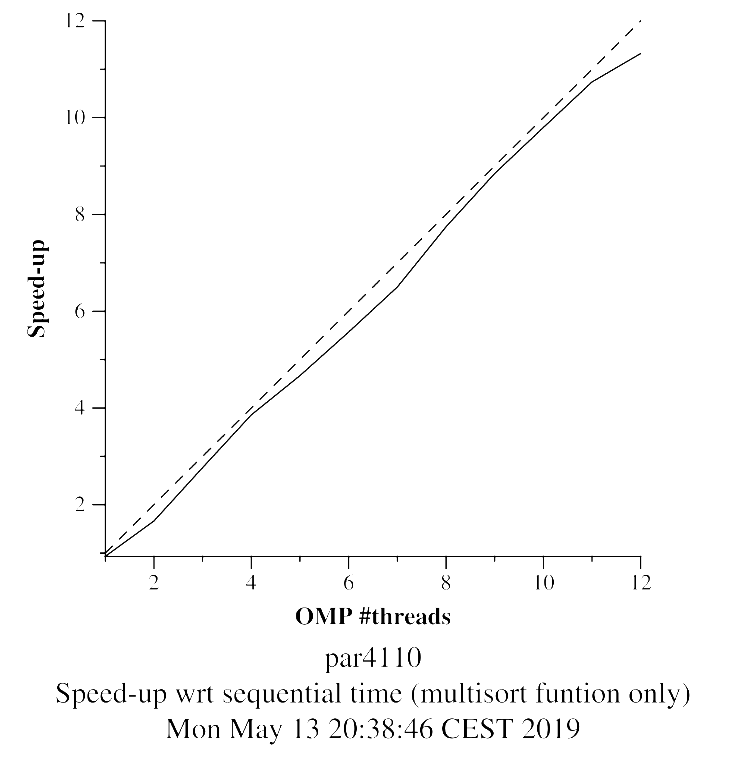 12
10
8
6
4
2
Speed-up
2 4 6 8 10 12
OMP #threads
par4110
Speed-up wrt sequential time (multisort funtion only)
Mon May 13 20:38:46 CEST 2019